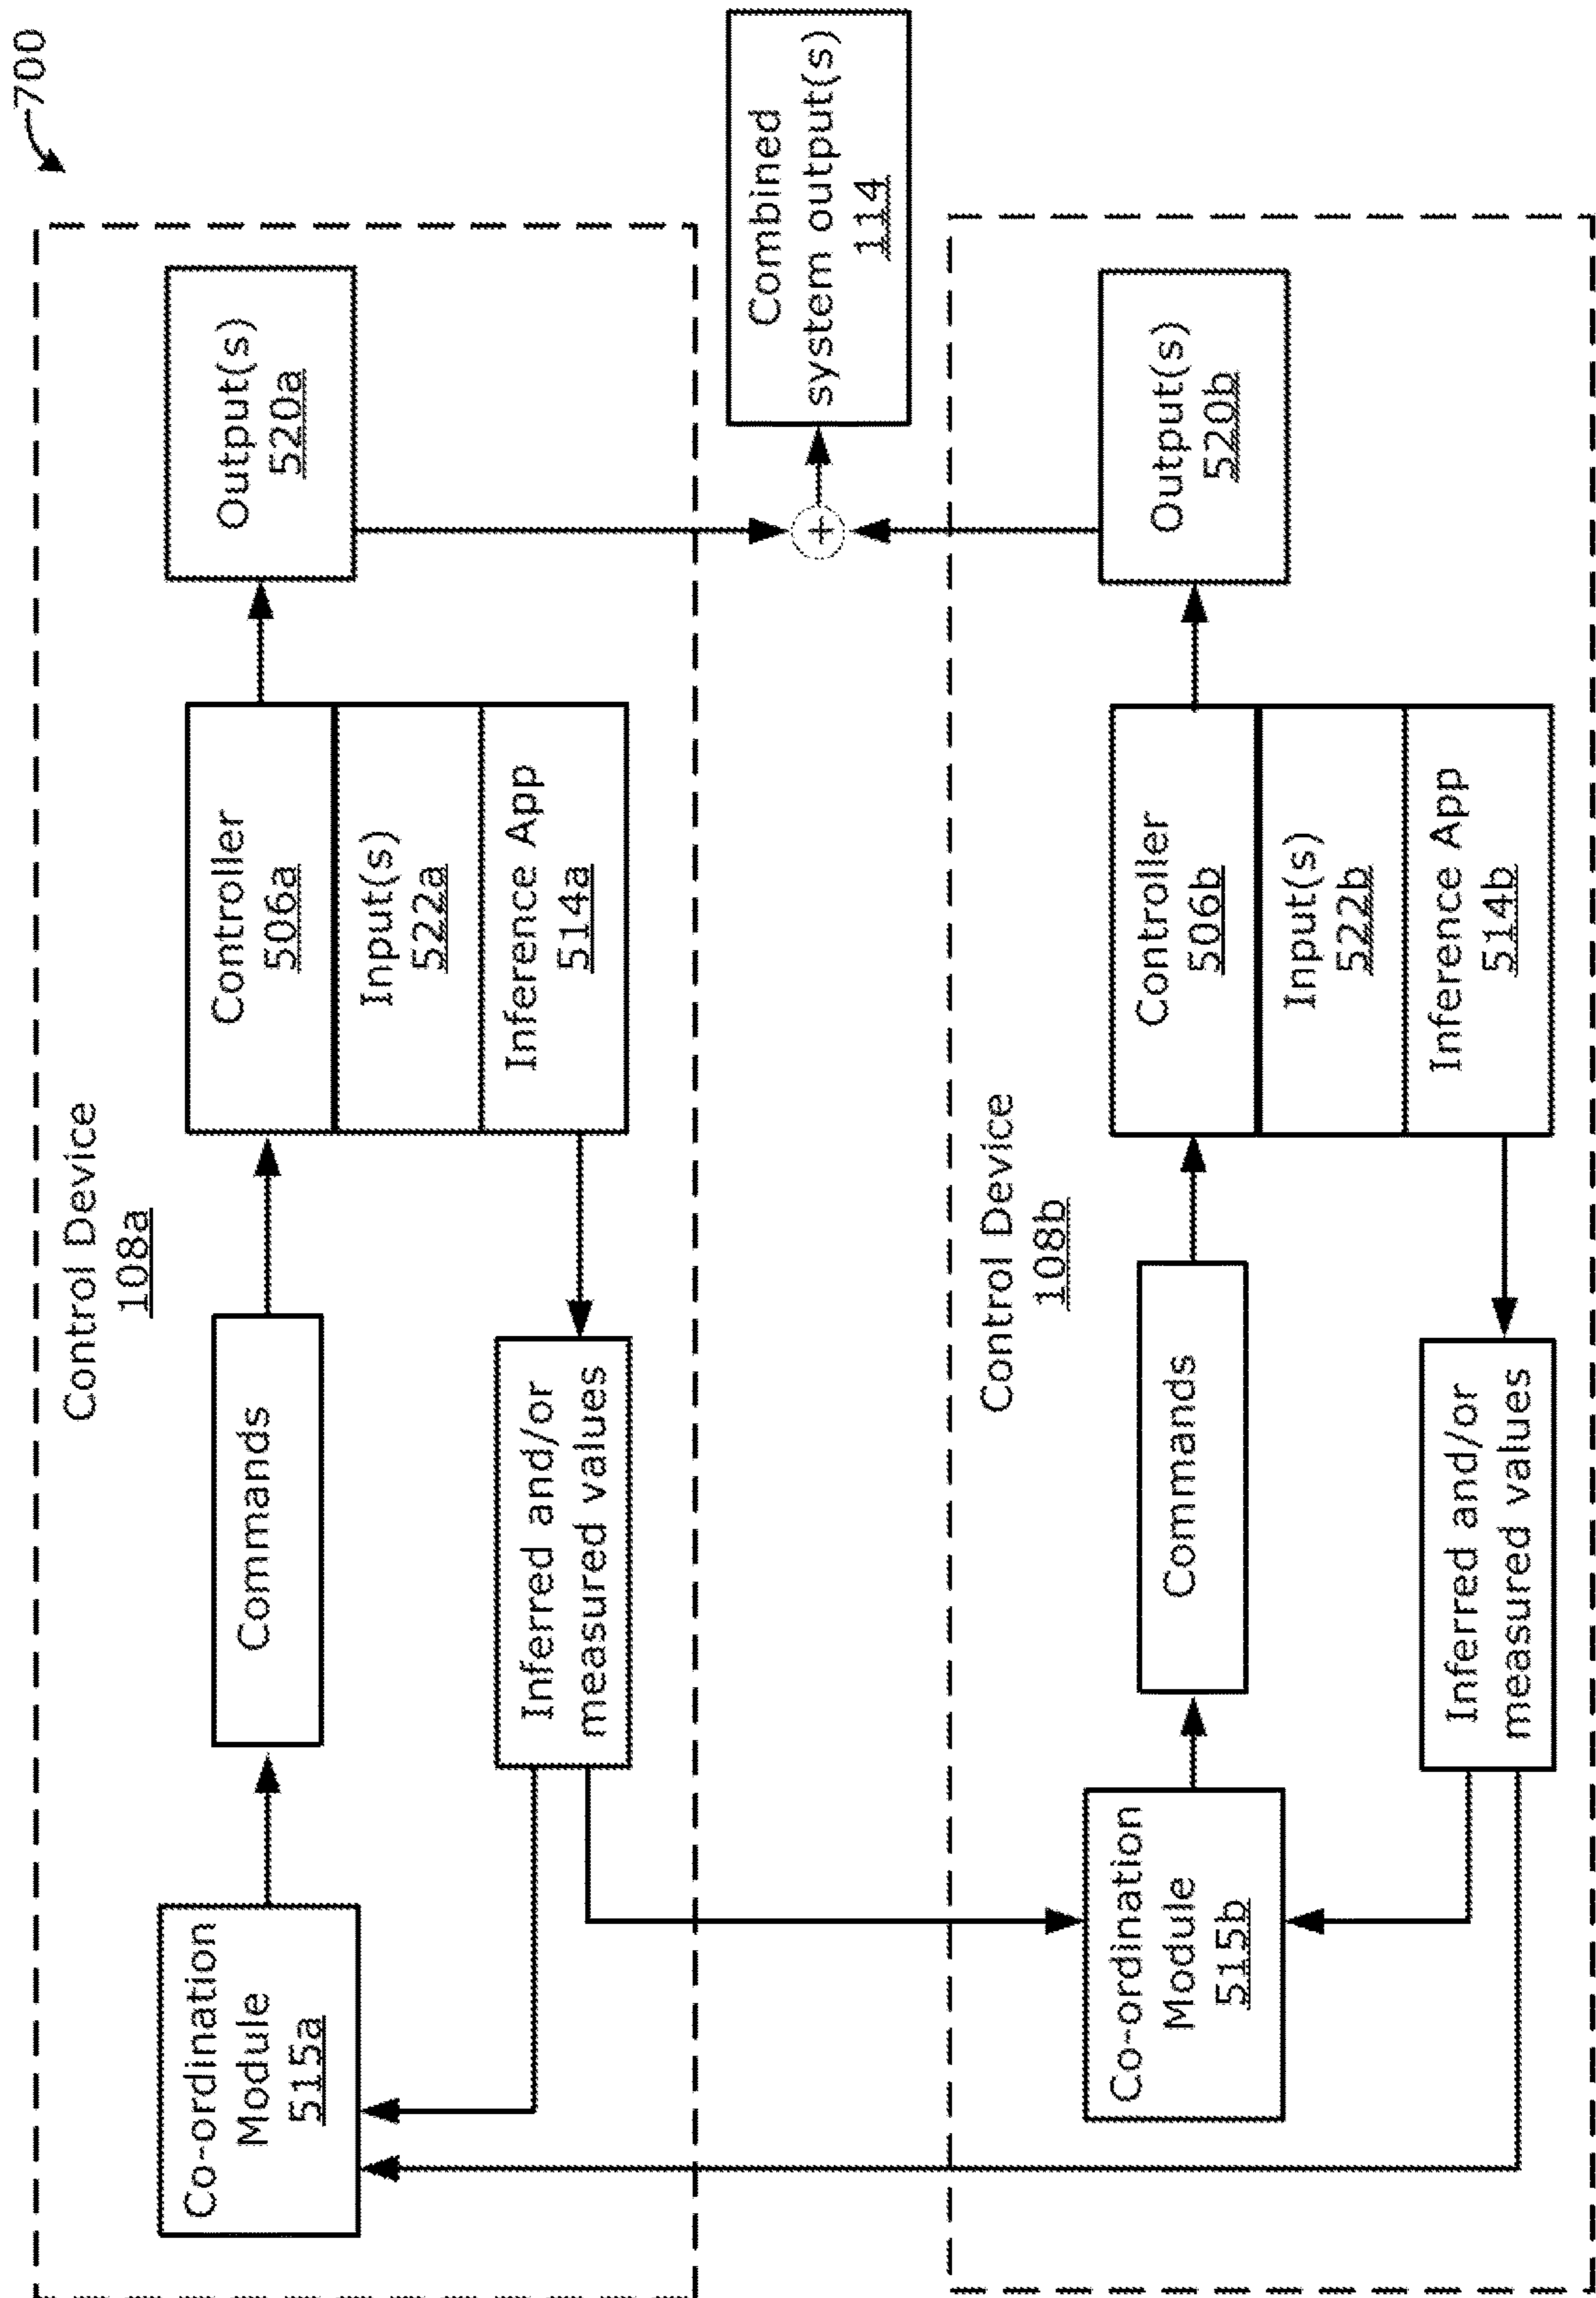 700
Control Device
108a
Co-ordination
Module
515a
Commands
Controller
506a
Input(s)
522a
Inference App
514a
Output(s)
520a
Inferred and/or
measured values
+
Combined
system output(s)
114
Control Device
108b
Co-ordination
Module
515b
Commands
Controller
506b
Input(s)
522b
Inference App
514b
Output(s)
520b
Inferred and/or
measured values